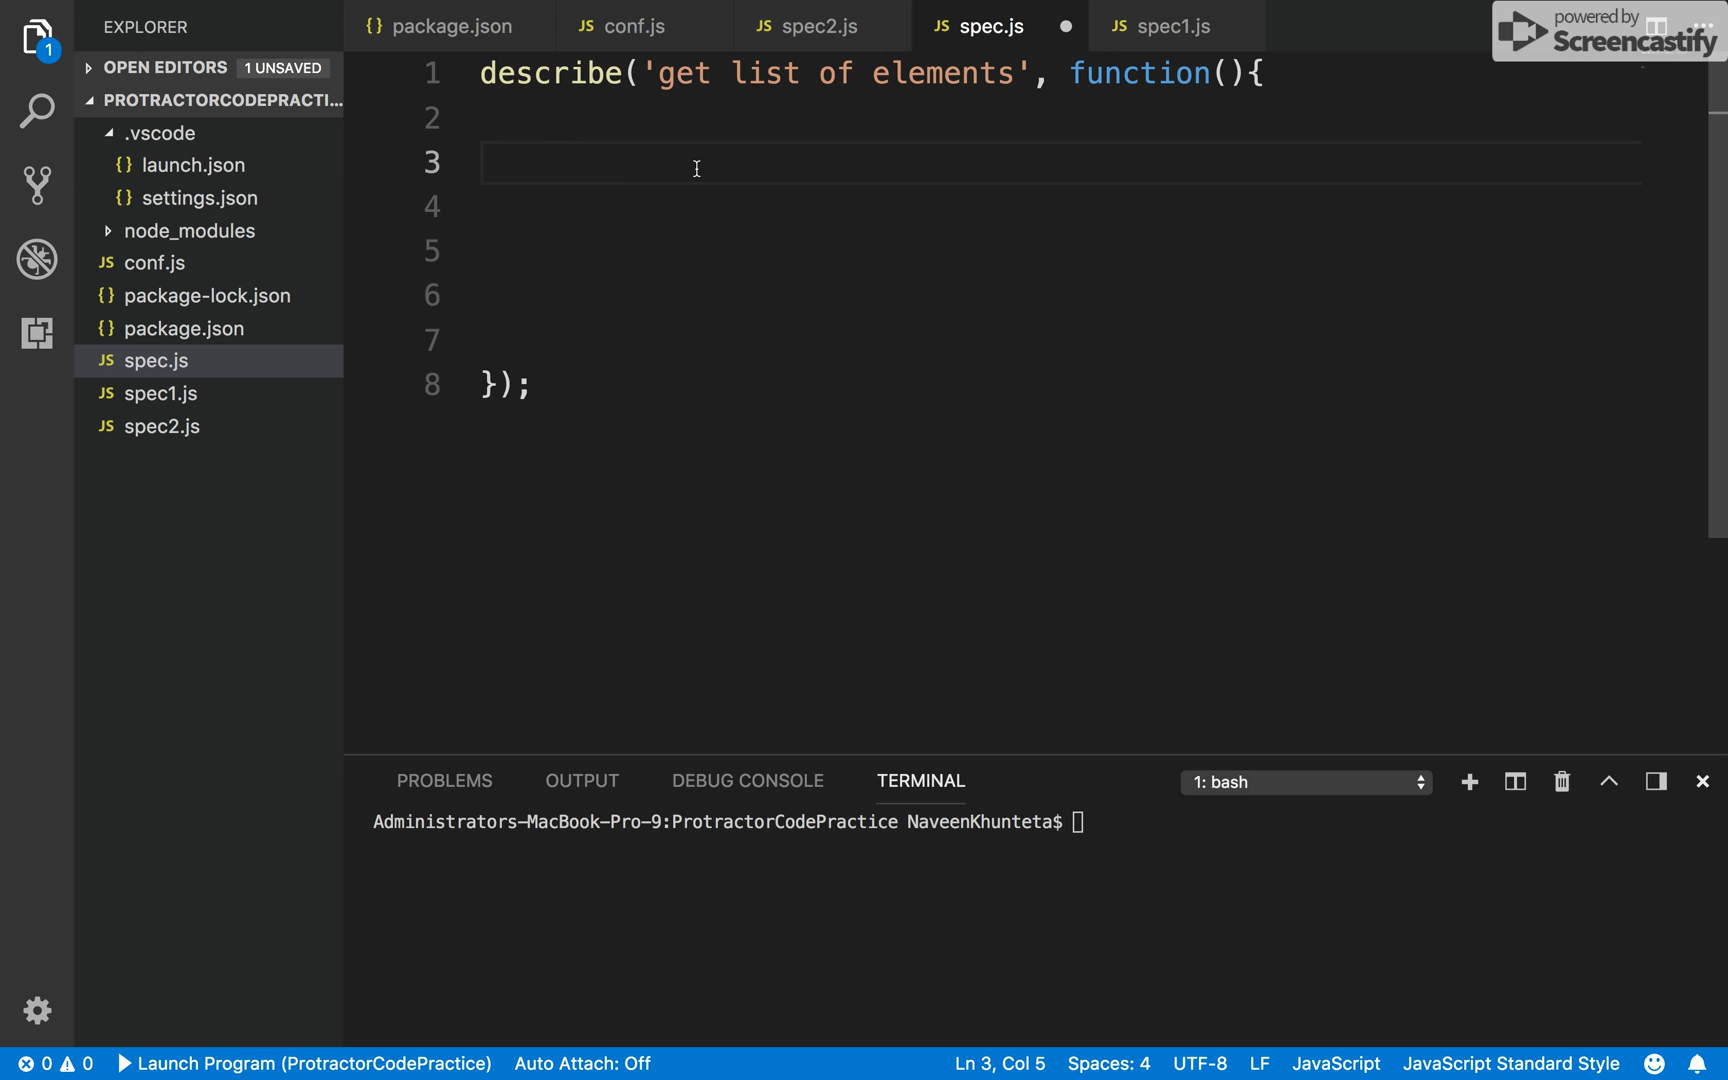 EXPLORER
{} package.json
JS conf.js
JS spec2.js
JS spec.js
JS spec1.js
powered by
Screencastify
1
OPEN EDITORS 1 UNSAVED
PROTRACTORCODEPRACTI...
.vscode
{} launch.json
{} settings.json
node_modules
JS conf.js
{} package-lock.json
{} package.json
JS spec.js
JS spec1.js
JS spec2.js
1 describe('get list of elements', function(){
2
3
4
5
6
7
8 });
PROBLEMS OUTPUT DEBUG CONSOLE TERMINAL 1: bash
Administrators-MacBook-Pro-9:ProtractorCodePractice NaveenKhunteta$
0 0 Launch Program (ProtractorCodePractice) Auto Attach: Off Ln 3, Col 5 Spaces: 4 UTF-8 LF JavaScript JavaScript Standard Style